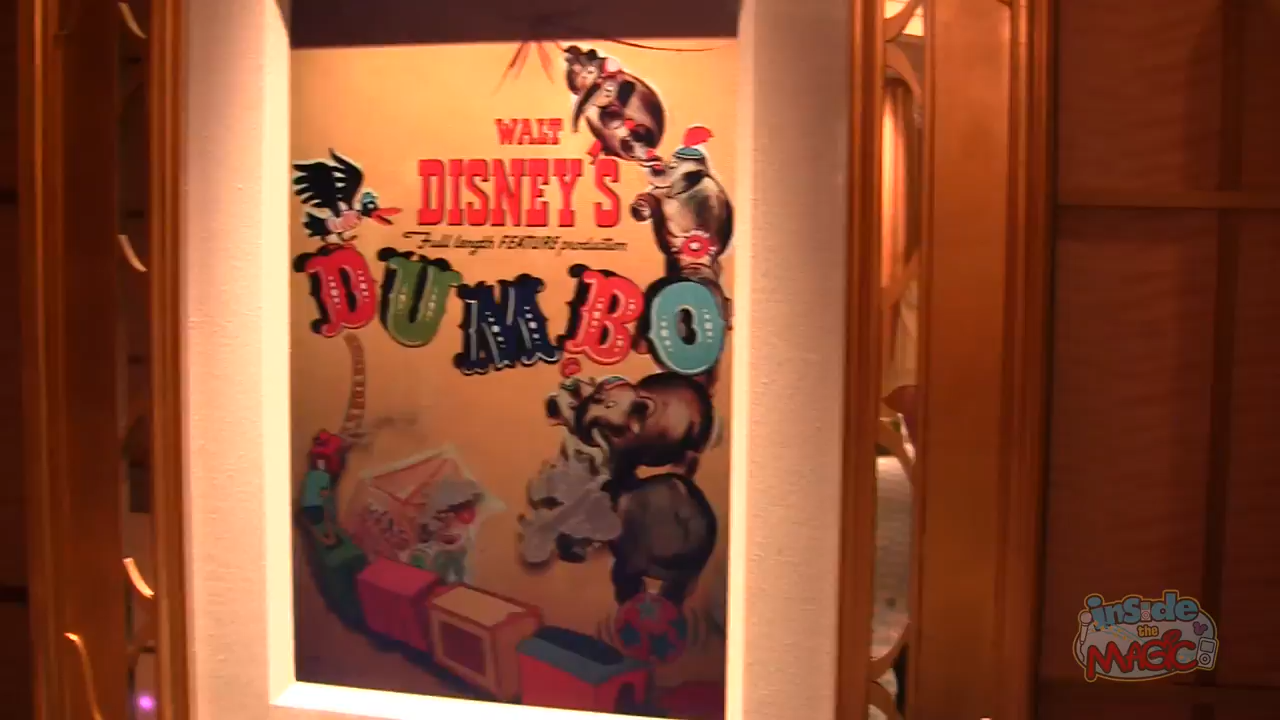 WALT
DISNEY'S
Full length FEATURE production
DUMBO
inside
the
MAGIC